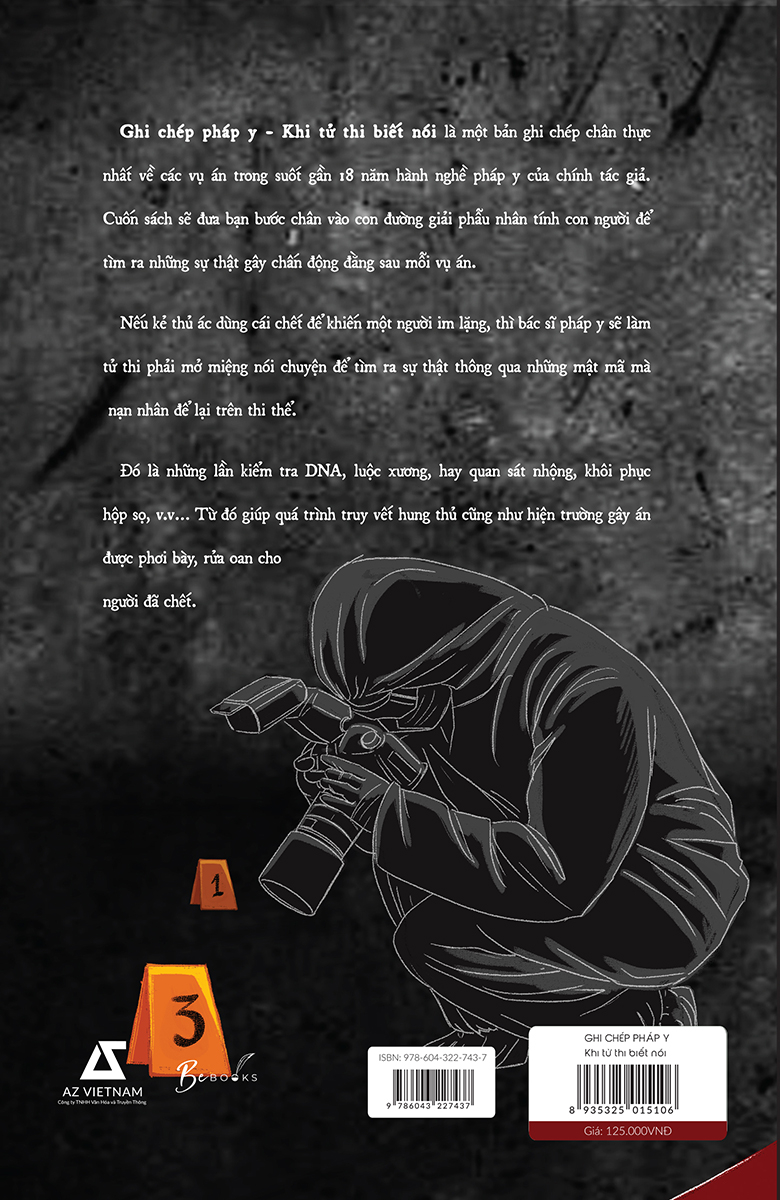 Ghi chép pháp y - Khi tử thi biết nói là một bản ghi chép chân thực
nhất về các vụ án trong suốt gần 18 năm hành nghề pháp y của chính tác giả.
Cuốn sách sẽ đưa bạn bước chân vào con đường giải phẫu nhân tính con người để
tìm ra những sự thật gây chấn động đằng sau mỗi vụ án.
Nếu kẻ thủ ác dùng cái chết để khiến một người im lặng, thì bác sĩ pháp y sẽ làm
tử thi phải mở miệng nói chuyện để tìm ra sự thật thông qua những mật mã mà
nạn nhân để lại trên thi thể.
Đó là những lần kiểm tra DNA, luộc xương, hay quan sát nhộng, khôi phục
hộp sọ, v.v... Từ đó giúp quá trình truy vết hung thủ cũng như hiện trường gây án
được phơi bày, rửa oan cho
người đã chết.
1
3
AZ VIETNAM
Công ty TNHH Văn Hóa và Truyền Thông
BeBOOKS
ISBN: 978-604-322-743-7
9 786043 227437
GHI CHÉP PHÁP Y
Khi tử thi biết nói
8 935325 015106
Giá: 125.000VNĐ